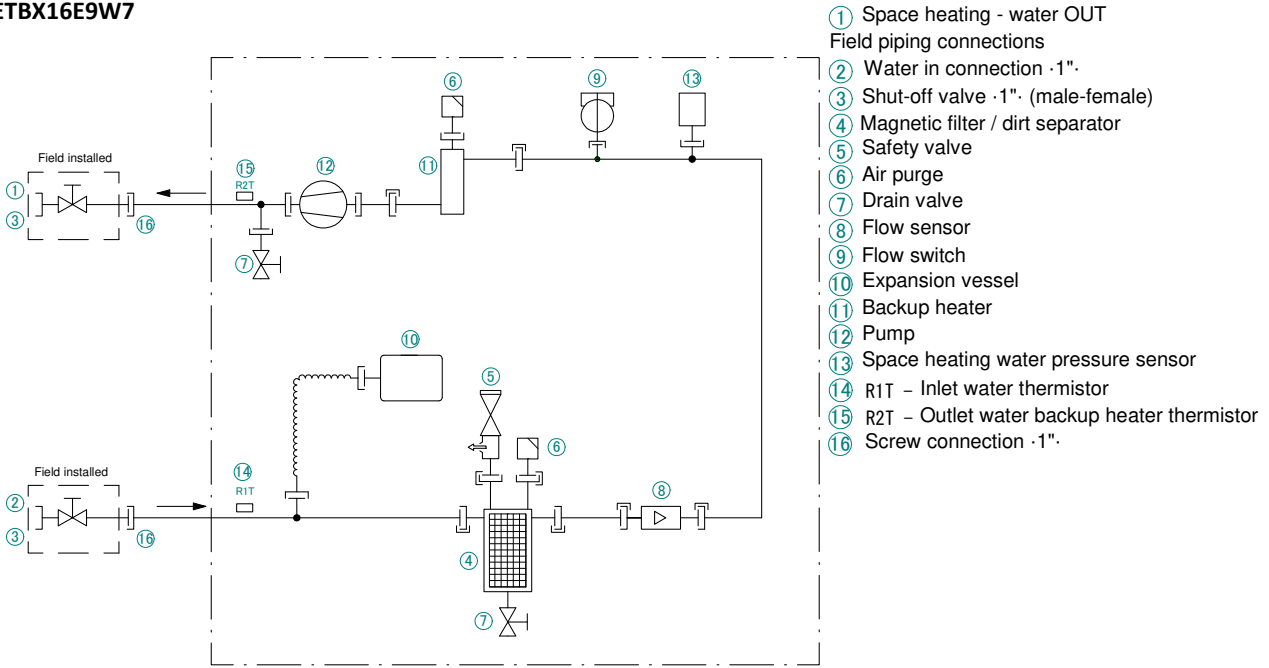 ETBX16E9W7
① Space heating - water OUT
Field piping connections
② Water in connection ·1"·
③ Shut-off valve ·1"· (male-female)
④ Magnetic filter / dirt separator
⑤ Safety valve
⑥ Air purge
⑦ Drain valve
⑧ Flow sensor
⑨ Flow switch
⑩ Expansion vessel
⑪ Backup heater
⑫ Pump
⑬ Space heating water pressure sensor
⑭ R1T – Inlet water thermistor
⑮ R2T – Outlet water backup heater thermistor
⑯ Screw connection ·1"·
⑥
⑨
⑬
Field installed
①
③
⑯
⑮
R2T
⑫
⑪
⑦
⑩
⑤
⑥
Field installed
②
③
⑯
⑭
R1T
⑧
④
⑦